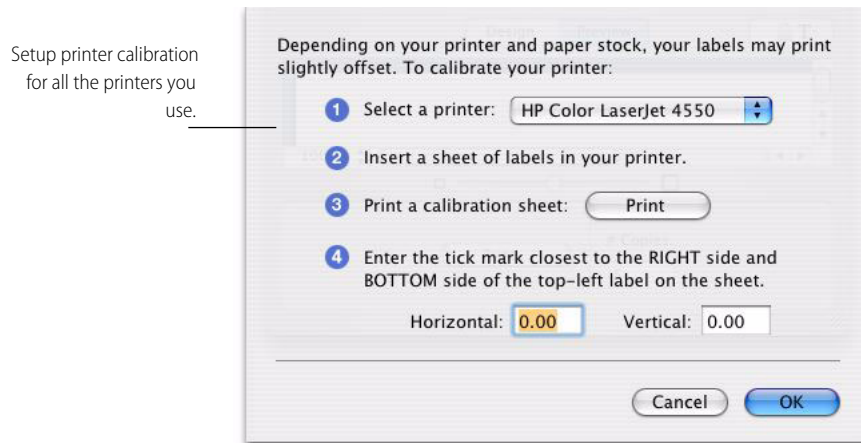 Setup printer calibration
for all the printers you
use.
Design Preview
Depending on your printer and paper stock, your labels may print
slightly offset. To calibrate your printer:
1 Select a printer: HP Color LaserJet 4550
2 Insert a sheet of labels in your printer.
3 Print a calibration sheet: Print
4 Enter the tick mark closest to the RIGHT side and
BOTTOM side of the top-left label on the sheet.
Horizontal: 0.00 Vertical: 0.00
Cancel OK